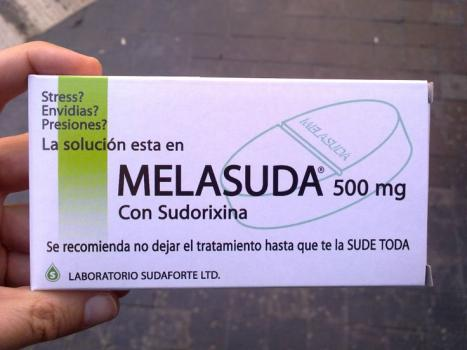 Stress?
Envidias?
Presiones?
La solución esta en
MELASUDA
MELASUDA® 500 mg
Con Sudorixina
Se recomienda no dejar el tratamiento hasta que te la SUDE TODA
S LABORATORIO SUDAFORTE LTD.